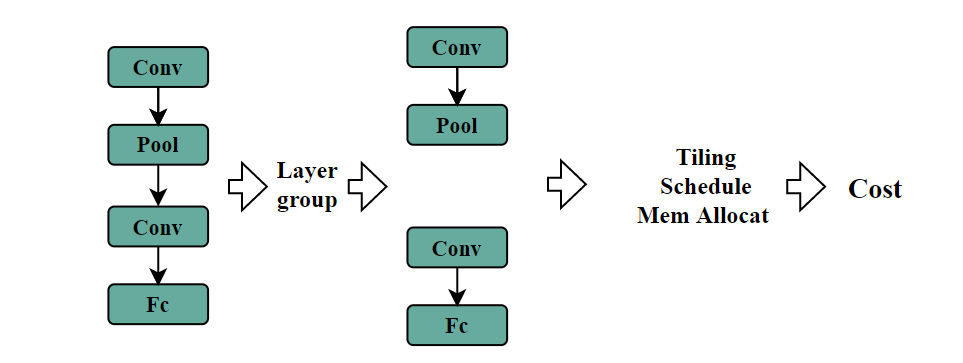 Conv
Pool
Conv
Fc
Layer
group
Conv
Pool
Conv
Fc
Tiling
Schedule
Mem Allocat
Cost